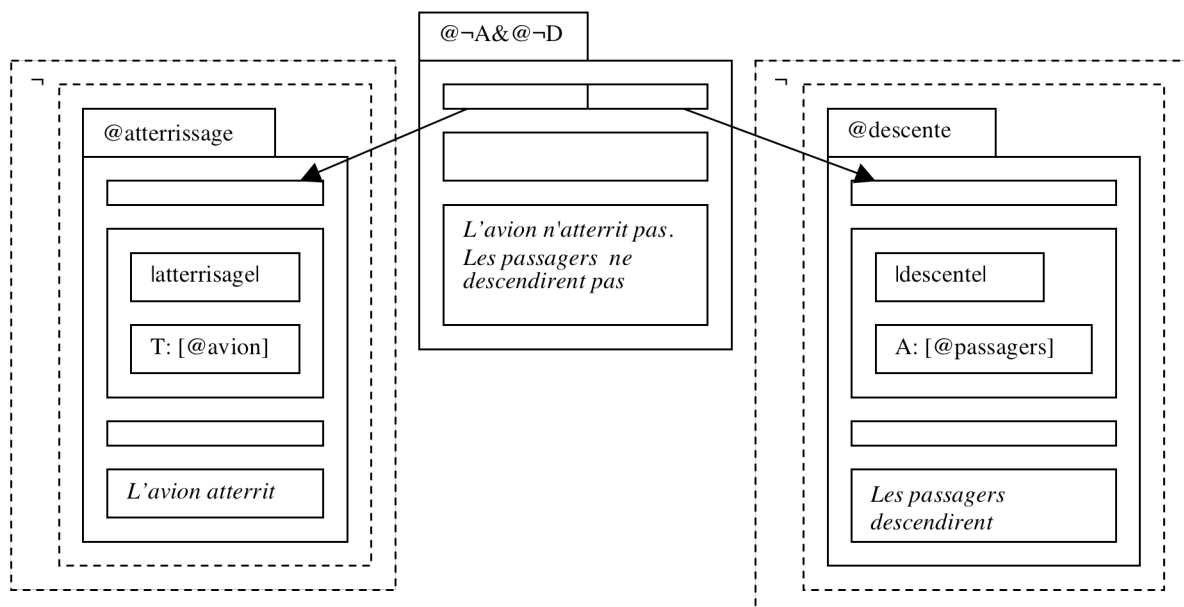 @¬A&@¬D
L'avion n'atterrit pas.
Les passagers ne
descendirent pas
¬
@atterrissage
|atterrisage|
T: [@avion]
L'avion atterrit
¬
@descente
|descente|
A: [@passagers]
Les passagers
descendirent